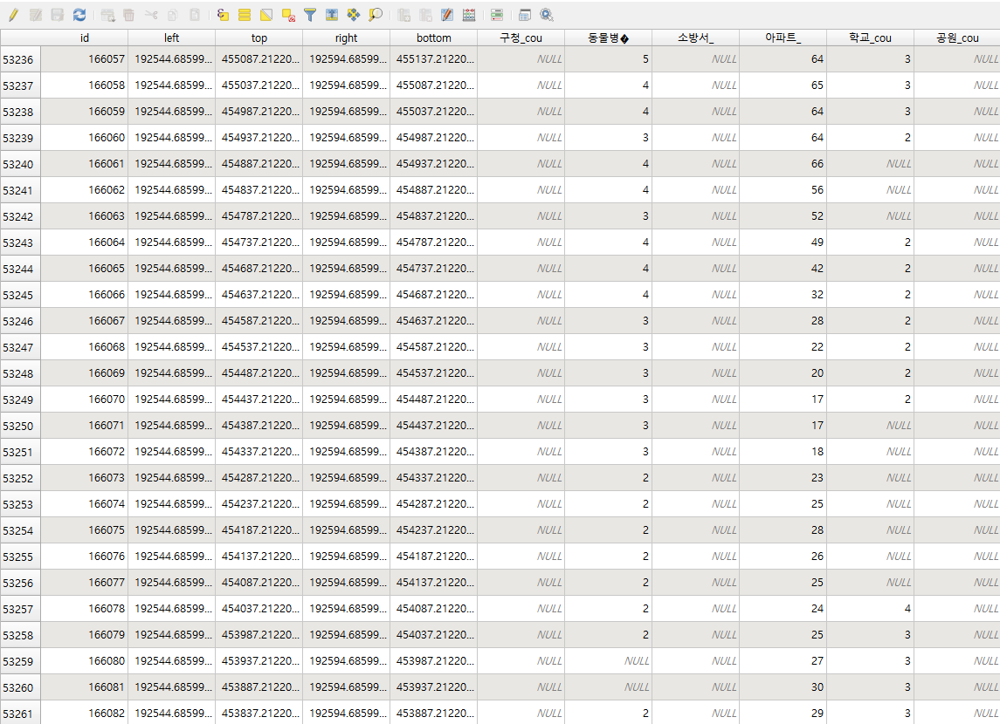 id left top right bottom 구청_cou 동물병� 소방서_ 아파트_ 학교_cou 공원_cou
53236 166057 192544.68599... 455087.21220... 192594.68599... 455137.21220... NULL 5 NULL 64 3 NULL
53237 166058 192544.68599... 455037.21220... 192594.68599... 455087.21220... NULL 4 NULL 65 3 NULL
53238 166059 192544.68599... 454987.21220... 192594.68599... 455037.21220... NULL 4 NULL 64 3 NULL
53239 166060 192544.68599... 454937.21220... 192594.68599... 454987.21220... NULL 3 NULL 64 2 NULL
53240 166061 192544.68599... 454887.21220... 192594.68599... 454937.21220... NULL 4 NULL 66 NULL NULL
53241 166062 192544.68599... 454837.21220... 192594.68599... 454887.21220... NULL 4 NULL 56 NULL NULL
53242 166063 192544.68599... 454787.21220... 192594.68599... 454837.21220... NULL 3 NULL 52 NULL NULL
53243 166064 192544.68599... 454737.21220... 192594.68599... 454787.21220... NULL 4 NULL 49 2 NULL
53244 166065 192544.68599... 454687.21220... 192594.68599... 454737.21220... NULL 4 NULL 42 2 NULL
53245 166066 192544.68599... 454637.21220... 192594.68599... 454687.21220... NULL 4 NULL 32 2 NULL
53246 166067 192544.68599... 454587.21220... 192594.68599... 454637.21220... NULL 3 NULL 28 2 NULL
53247 166068 192544.68599... 454537.21220... 192594.68599... 454587.21220... NULL 3 NULL 22 2 NULL
53248 166069 192544.68599... 454487.21220... 192594.68599... 454537.21220... NULL 3 NULL 20 2 NULL
53249 166070 192544.68599... 454437.21220... 192594.68599... 454487.21220... NULL 3 NULL 17 2 NULL
53250 166071 192544.68599... 454387.21220... 192594.68599... 454437.21220... NULL 3 NULL 17 NULL NULL
53251 166072 192544.68599... 454337.21220... 192594.68599... 454387.21220... NULL 3 NULL 18 NULL NULL
53252 166073 192544.68599... 454287.21220... 192594.68599... 454337.21220... NULL 2 NULL 23 NULL NULL
53253 166074 192544.68599... 454237.21220... 192594.68599... 454287.21220... NULL 2 NULL 25 NULL NULL
53254 166075 192544.68599... 454187.21220... 192594.68599... 454237.21220... NULL 2 NULL 28 NULL NULL
53255 166076 192544.68599... 454137.21220... 192594.68599... 454187.21220... NULL 2 NULL 26 NULL NULL
53256 166077 192544.68599... 454087.21220... 192594.68599... 454137.21220... NULL 2 NULL 25 NULL NULL
53257 166078 192544.68599... 454037.21220... 192594.68599... 454087.21220... NULL 2 NULL 24 4 NULL
53258 166079 192544.68599... 453987.21220... 192594.68599... 454037.21220... NULL 2 NULL 25 3 NULL
53259 166080 192544.68599... 453937.21220... 192594.68599... 453987.21220... NULL NULL NULL 27 3 NULL
53260 166081 192544.68599... 453887.21220... 192594.68599... 453937.21220... NULL NULL NULL 30 3 NULL
53261 166082 192544.68599... 453837.21220... 192594.68599... 453887.21220... NULL 2 NULL 29 3 NULL